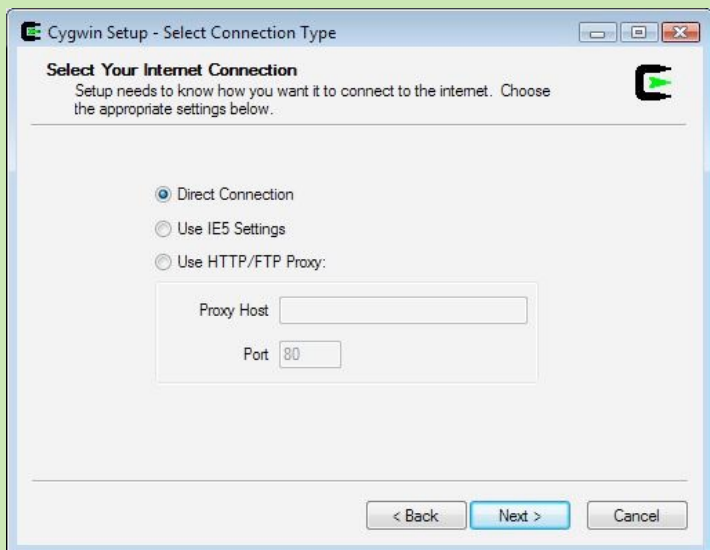 Cygwin Setup - Select Connection Type
Select Your Internet Connection
Setup needs to know how you want it to connect to the internet. Choose
the appropriate settings below.
Direct Connection
Use IE5 Settings
Use HTTP/FTP Proxy:
Proxy Host
Port 80
< Back Next > Cancel